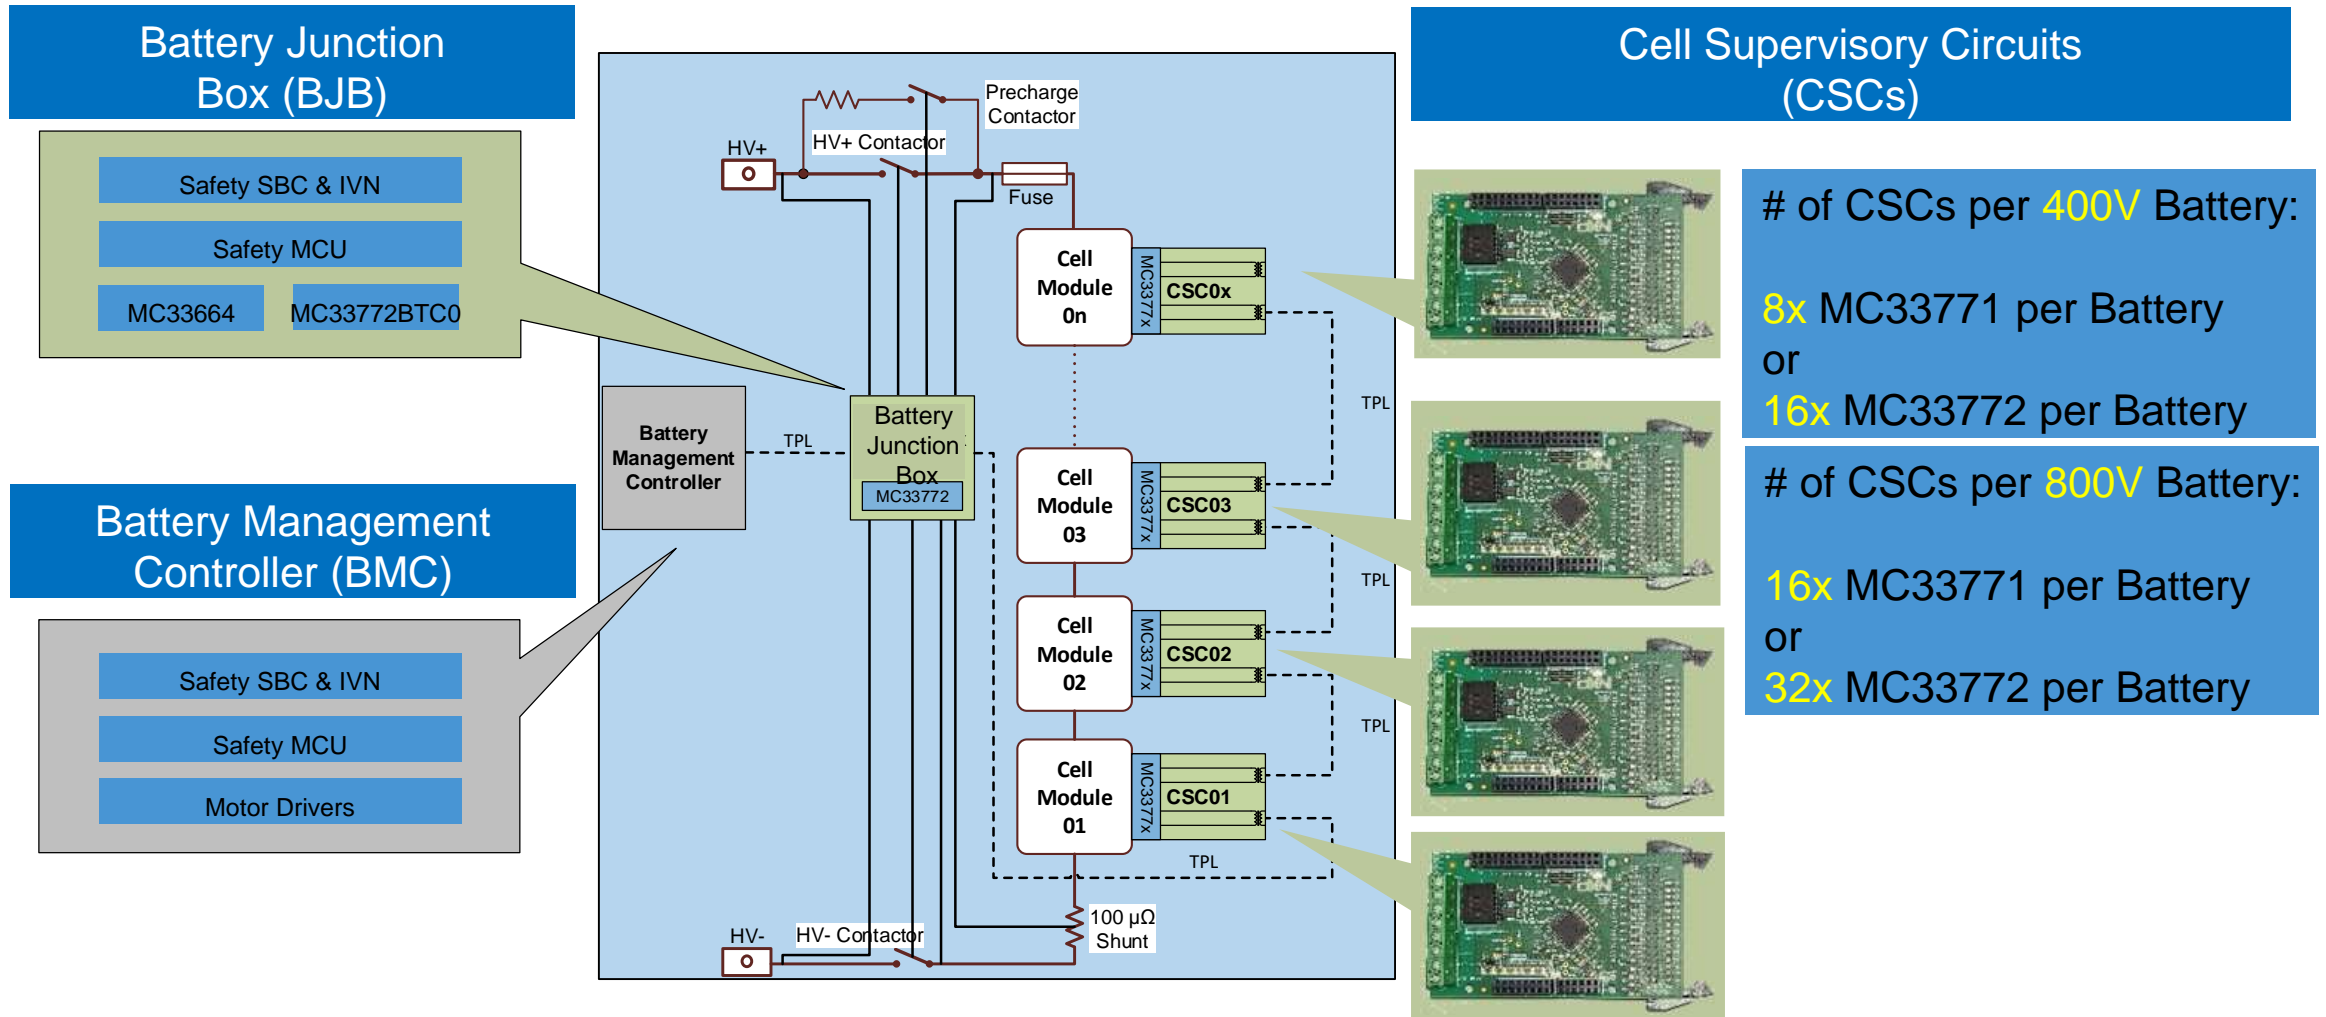 Battery Junction
Box (BJB)
Safety SBC & IVN
Safety MCU
MC33664
MC33772BTC0
Battery Management
Controller (BMC)
Safety SBC & IVN
Safety MCU
Motor Drivers
Precharge
Contactor
HV+ Contactor
HV+
Fuse
Cell
Module
0n
MC3377x
CSC0x
TPL
Battery
Management
Controller
TPL
Battery
Junction
Box
MC33772
Cell
Module
03
MC3377x
CSC03
TPL
Cell
Module
02
MC3377x
CSC02
TPL
Cell
Module
01
MC3377x
CSC01
TPL
100 µΩ
Shunt
HV-
HV- Contactor
Cell Supervisory Circuits
(CSCs)
# of CSCs per 400V Battery:
8x MC33771 per Battery
or
16x MC33772 per Battery
# of CSCs per 800V Battery:
16x MC33771 per Battery
or
32x MC33772 per Battery